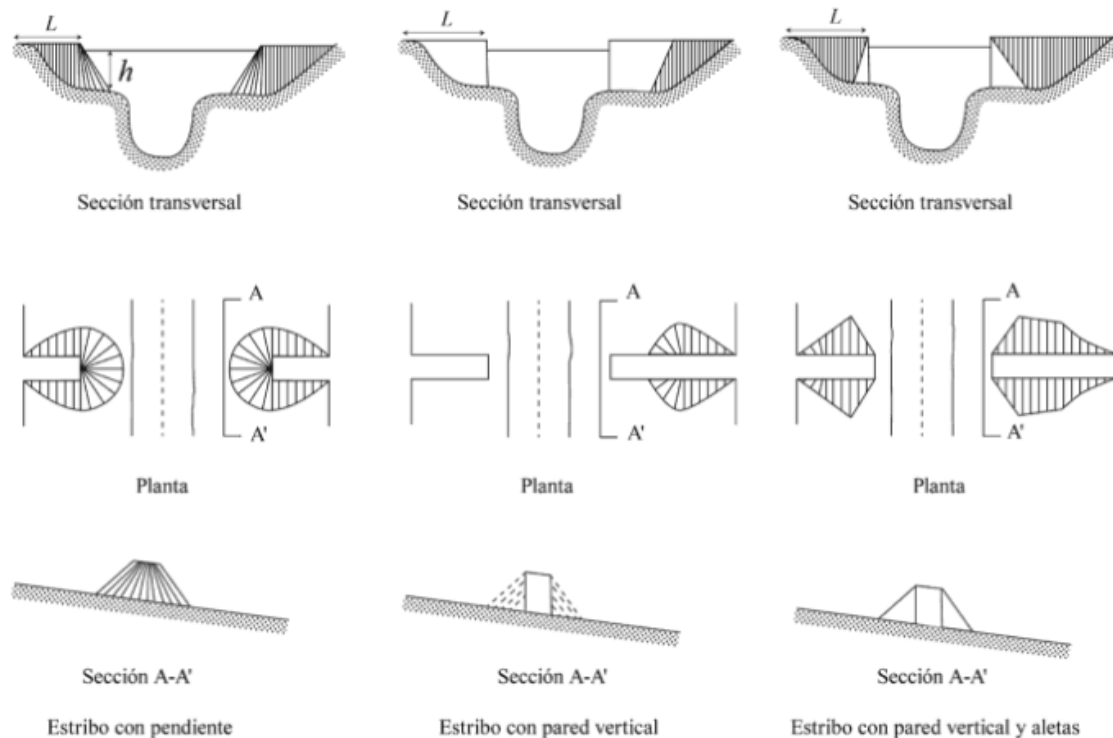 L
L
L
h
Sección transversal
Sección transversal
Sección transversal
A
A
A
A'
A'
A'
Planta
Planta
Planta
Sección A-A'
Sección A-A'
Sección A-A'
Estribo con pendiente
Estribo con pared vertical
Estribo con pared vertical y aletas